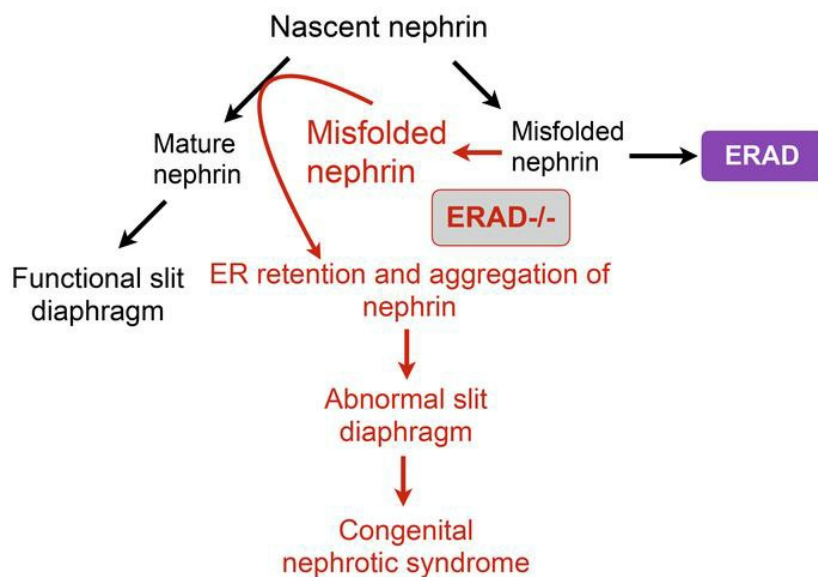 Nascent nephrin
Mature
nephrin
Misfolded
nephrin
Misfolded
nephrin
ERAD
ERAD-/-
Functional slit
diaphragm
ER retention and aggregation of
nephrin
Abnormal slit
diaphragm
Congenital
nephrotic syndrome